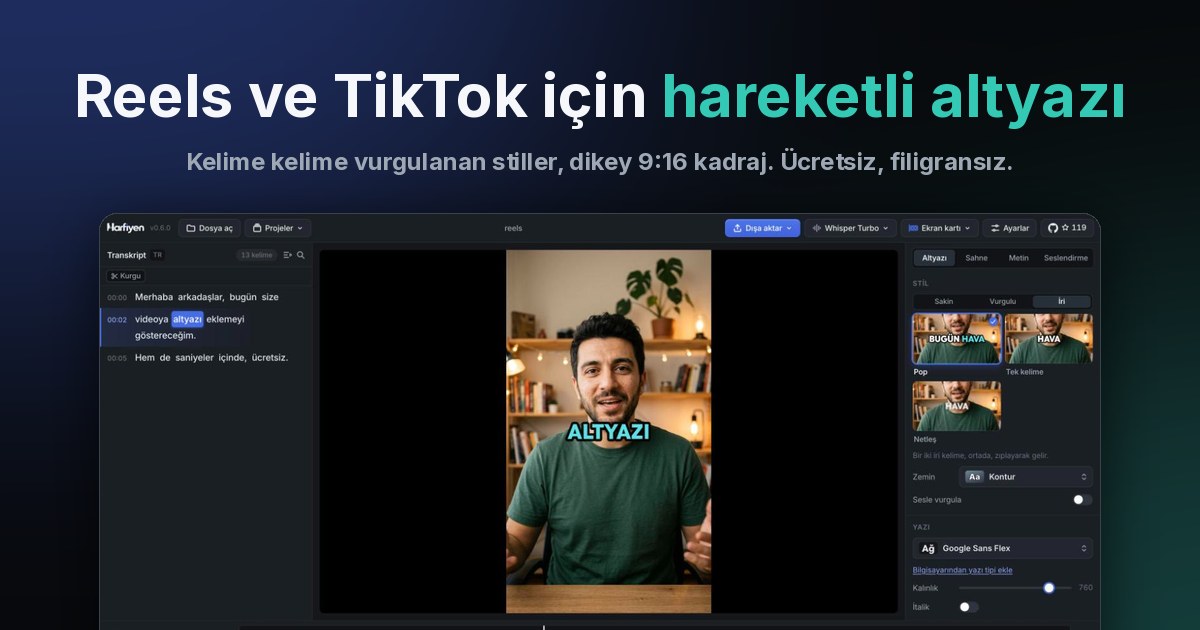 Reels ve TikTok için hareketli altyazı
Kelime kelime vurgulanan stiller, dikey 9:16 kadraj. Ücretsiz, filigransız.
Harfiyen v0.6.0 Dosya aç Projeler reels Dışa aktar Whisper Turbo Ekran kartı Ayarlar 119
Transkript TR 13 kelime
Kurgu
00:00 Merhaba arkadaşlar, bugün size
00:02 videoya altyazı eklemeyi
göstereceğim.
00:05 Hem de saniyeler içinde, ücretsiz.
ALTYAZI
Altyazı Sahne Metin Seslendirme
STİL
Sakin Vurgulu İri
BUGÜN HAVA HAVA
Pop Tek kelime
HAVA
Netleş
Bir iki iri kelime, ortada, zıplayarak gelir.
Zemin Aa Kontur
Sesle vurgula
YAZI
Ağ Google Sans Flex
Bilgisayarından yazı tipi ekle
Kalınlık 760
İtalik